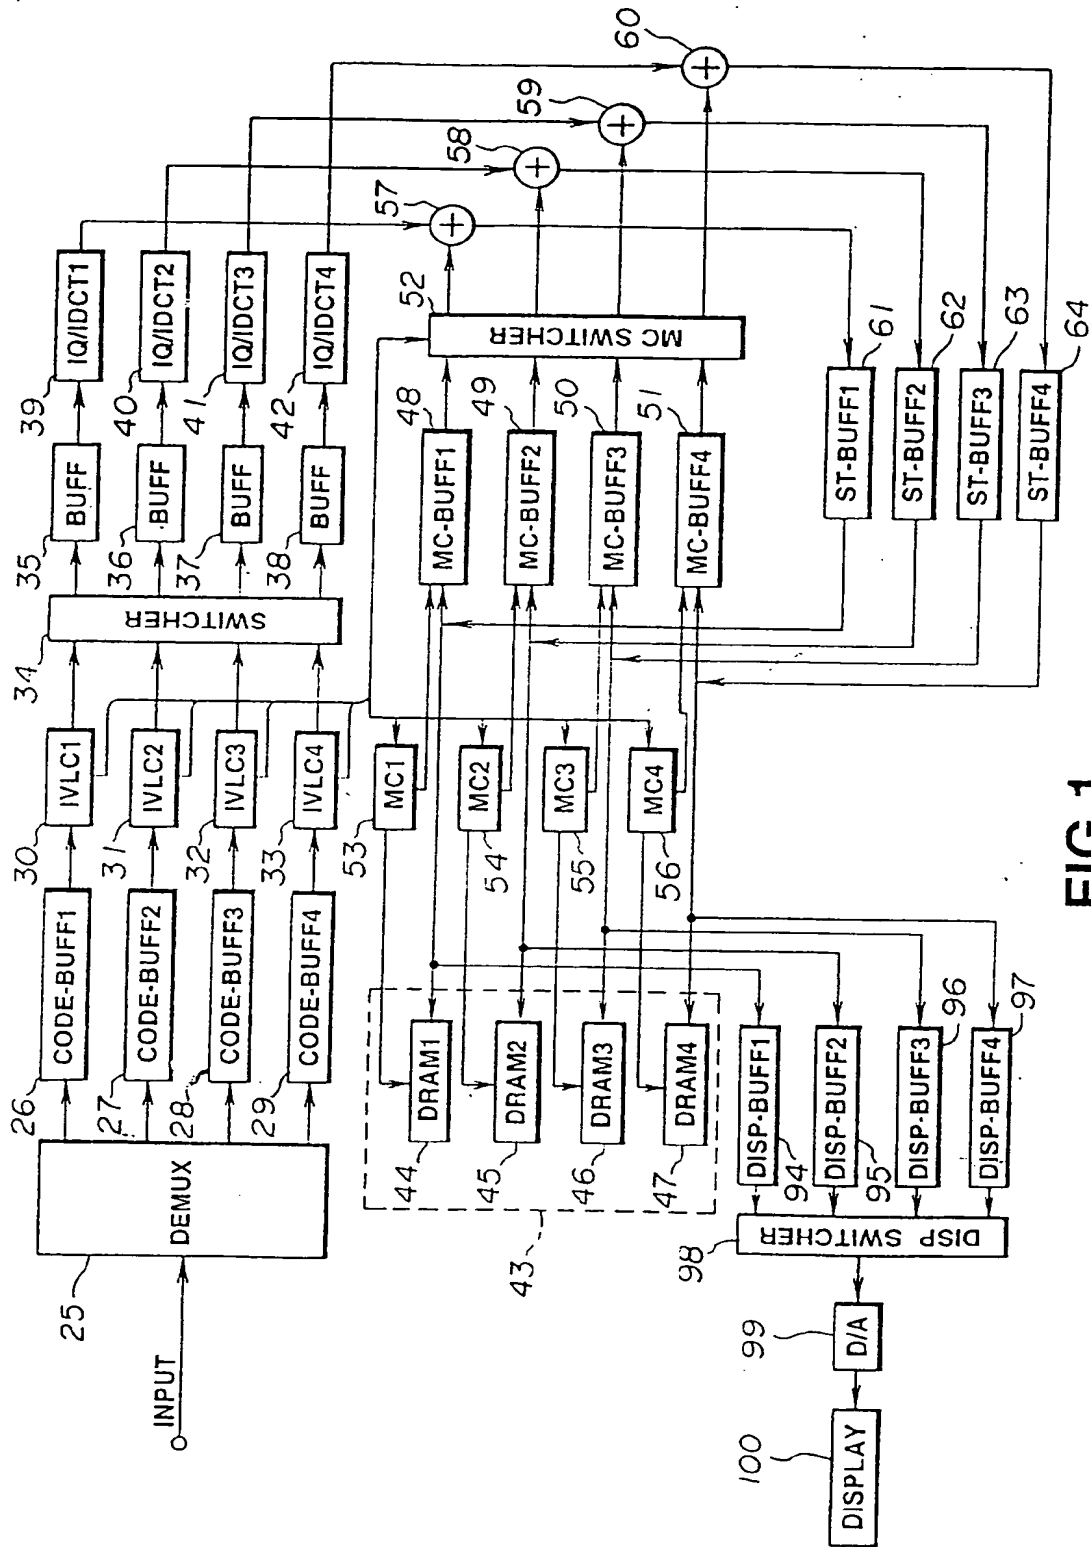 INPUT
25
DEMUX
26
CODE-BUFF1
27
CODE-BUFF2
28
CODE-BUFF3
29
CODE-BUFF4
30
IVLC1
31
IVLC2
32
IVLC3
33
IVLC4
34
SWITCHER
35
BUFF
36
BUFF
37
BUFF
38
BUFF
39
IQ/IDCT1
40
IQ/IDCT2
41
IQ/IDCT3
42
IQ/IDCT4
43
44
DRAM1
45
DRAM2
46
DRAM3
47
DRAM4
53
MC1
54
MC2
55
MC3
56
MC4
48
MC-BUFF1
49
MC-BUFF2
50
MC-BUFF3
51
MC-BUFF4
52
MC SWITCHER
57
+
58
+
59
+
60
+
61
ST-BUFF1
62
ST-BUFF2
63
ST-BUFF3
64
ST-BUFF4
94
DISP-BUFF1
95
DISP-BUFF2
96
DISP-BUFF3
97
DISP-BUFF4
98
DISP SWITCHER
99
D/A
100
DISPLAY
FIG.1